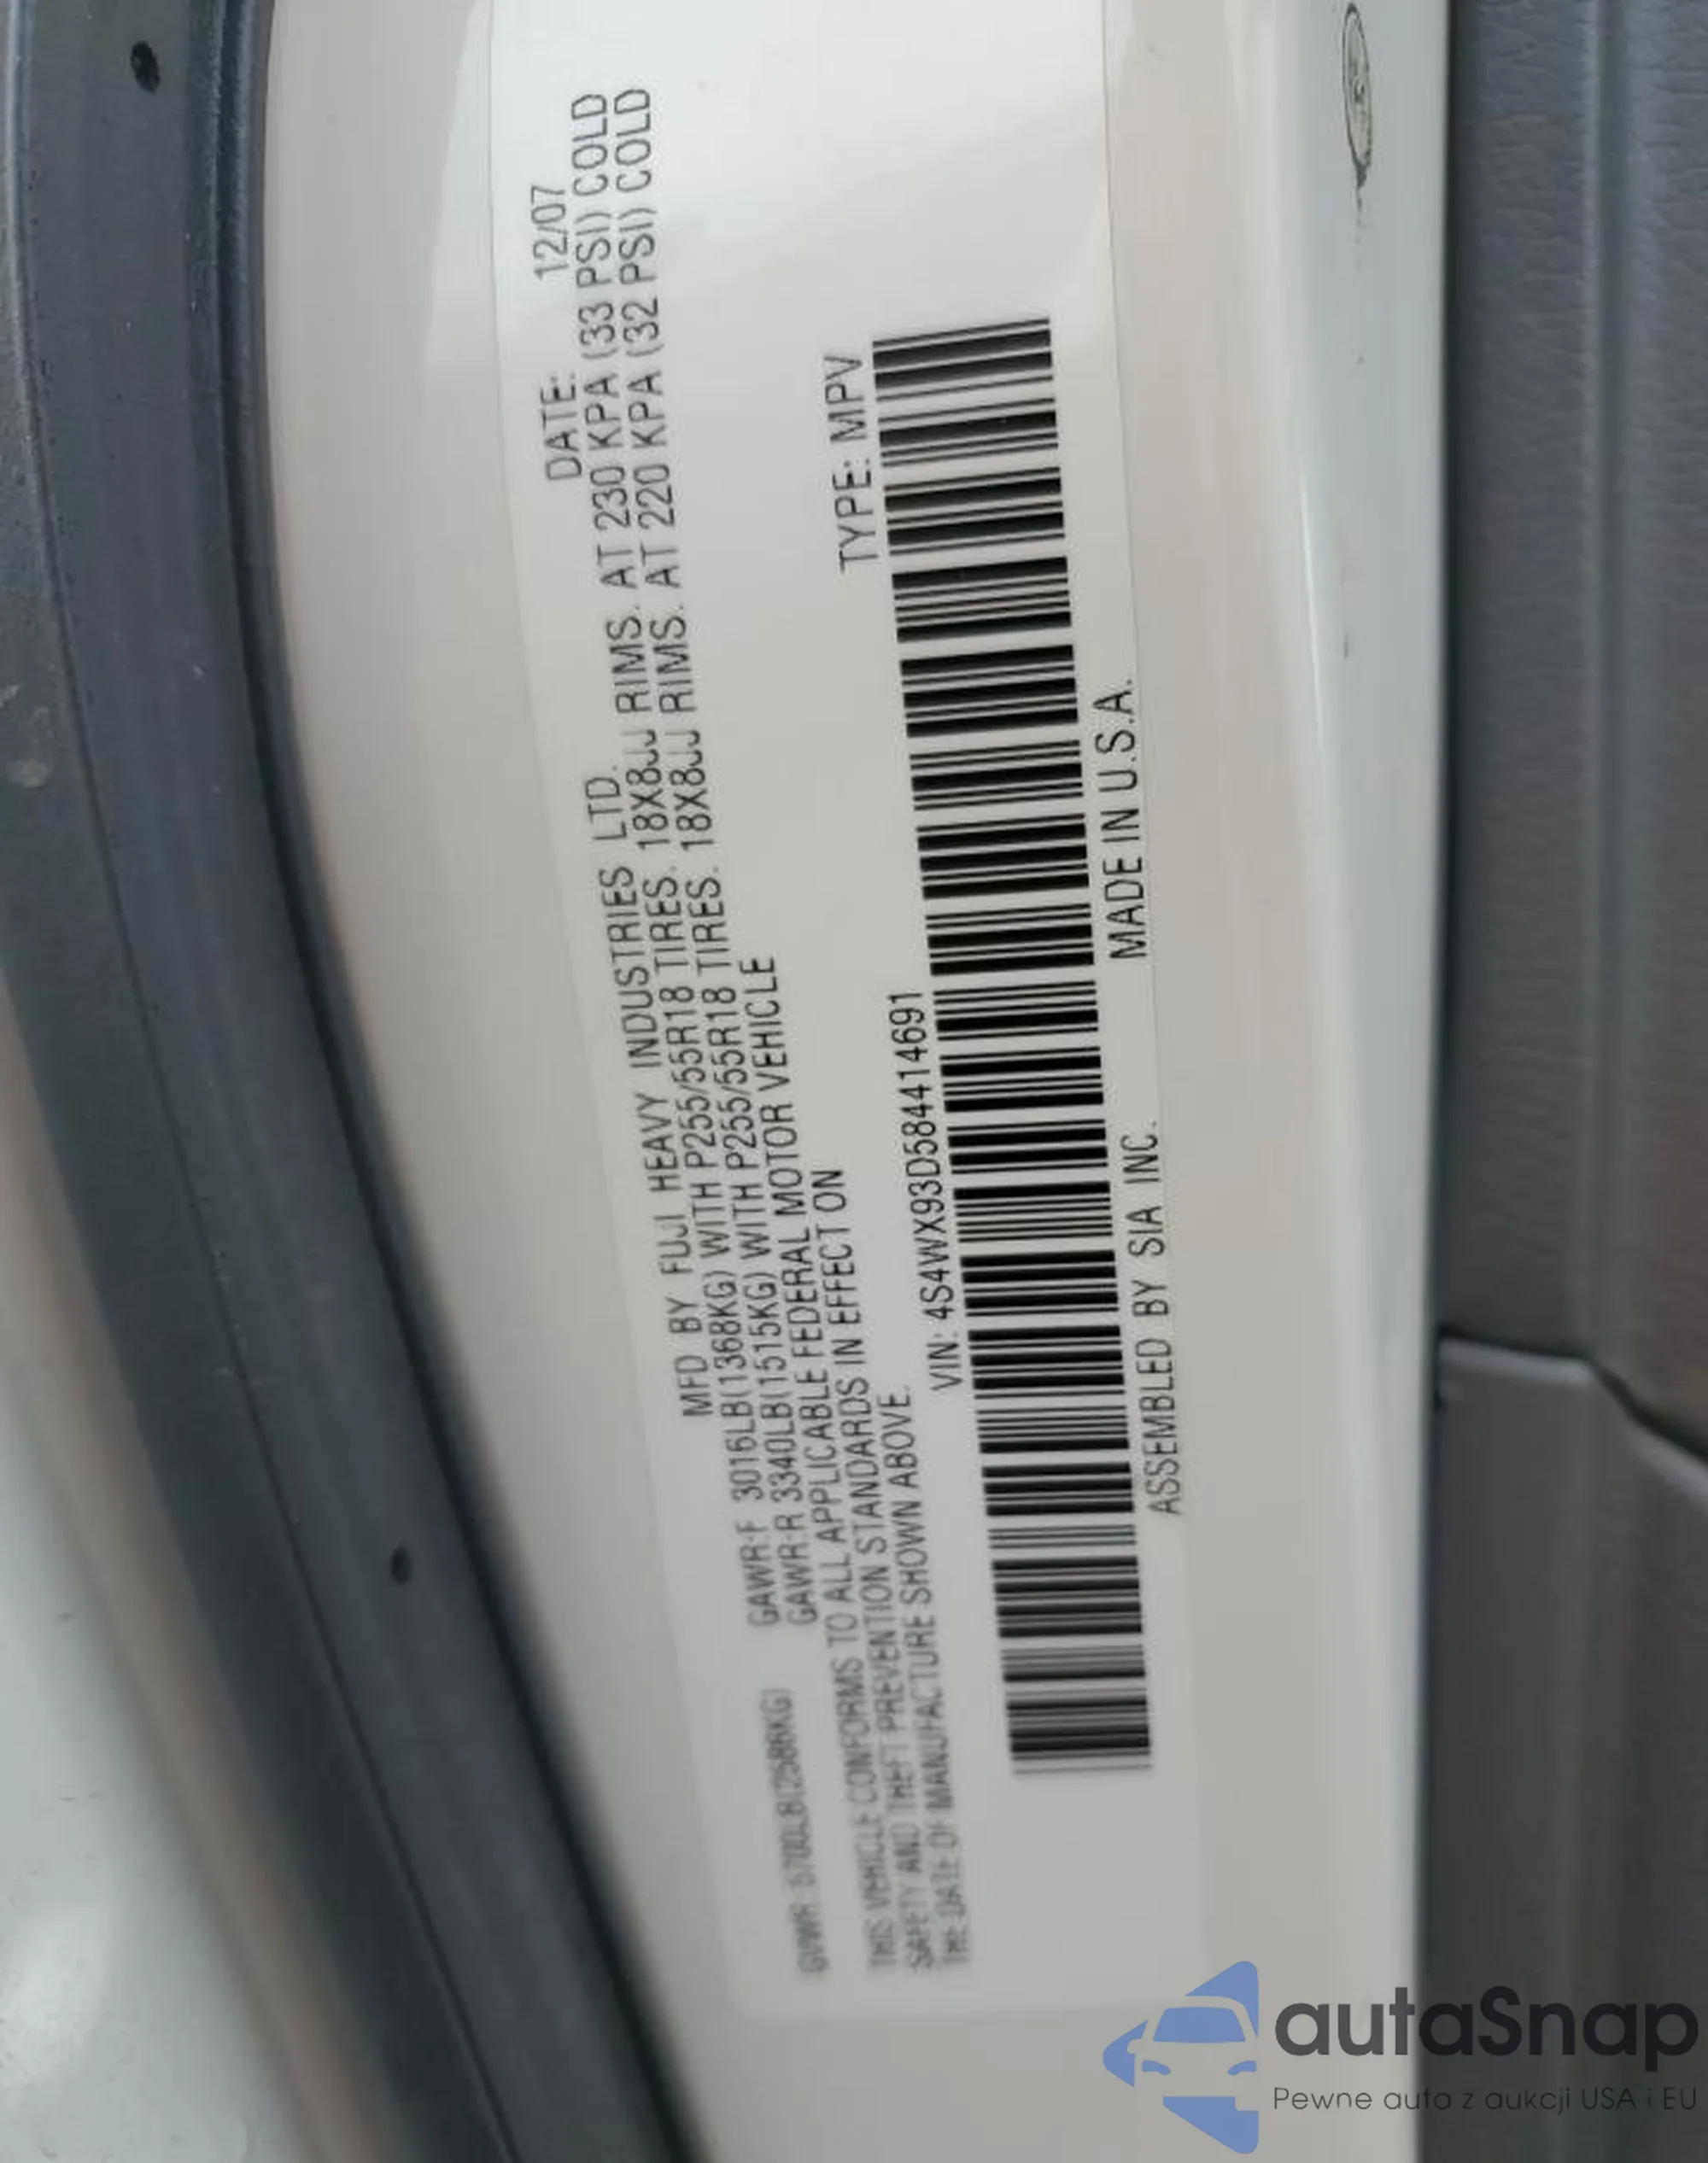 MFD BY FUJI HEAVY INDUSTRIES LTD. DATE: 12/07
GVWR: 5700LB(2586KG) GAWR:F 3016LB(1368KG) WITH P255/55R18 TIRES. 18X8JJ RIMS. AT 230 KPA (33 PSI) COLD
GAWR:R 3340LB(1515KG) WITH P255/55R18 TIRES. 18X8JJ RIMS. AT 220 KPA (32 PSI) COLD
THIS VEHICLE CONFORMS TO ALL APPLICABLE FEDERAL MOTOR VEHICLE
SAFETY AND THEFT PREVENTION STANDARDS IN EFFECT ON
THE DATE OF MANUFACTURE SHOWN ABOVE.
VIN: 4S4WX93D584414691 TYPE: MPV
ASSEMBLED BY SIA INC. MADE IN U.S.A.
autaSnap
Pewne auta z aukcji USA i EU